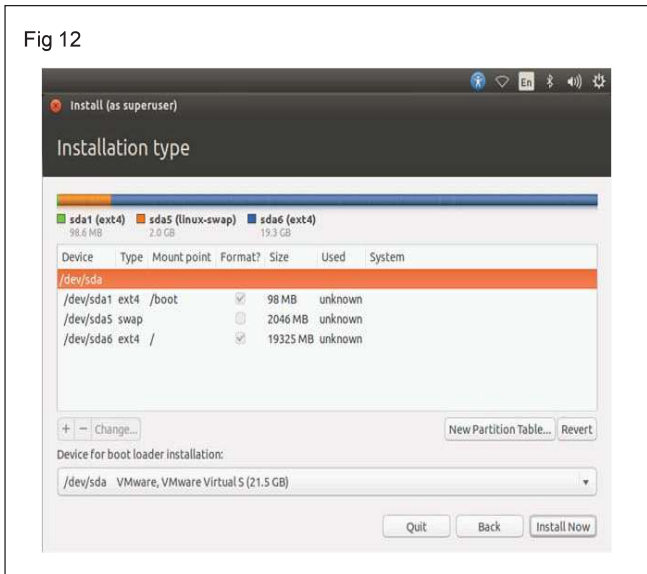 Fig 12
En
Install (as superuser)
Installation type
sda1 (ext4) sda5 (linux-swap) sda6 (ext4)
98.6 MB 2.0 GB 19.3 GB
Device Type Mount point Format? Size Used System
/dev/sda
/dev/sda1 ext4 /boot 98 MB unknown
/dev/sda5 swap 2046 MB unknown
/dev/sda6 ext4 / 19325 MB unknown
+ − Change... New Partition Table... Revert
Device for boot loader installation:
/dev/sda VMware, VMware Virtual S (21.5 GB)
Quit Back Install Now